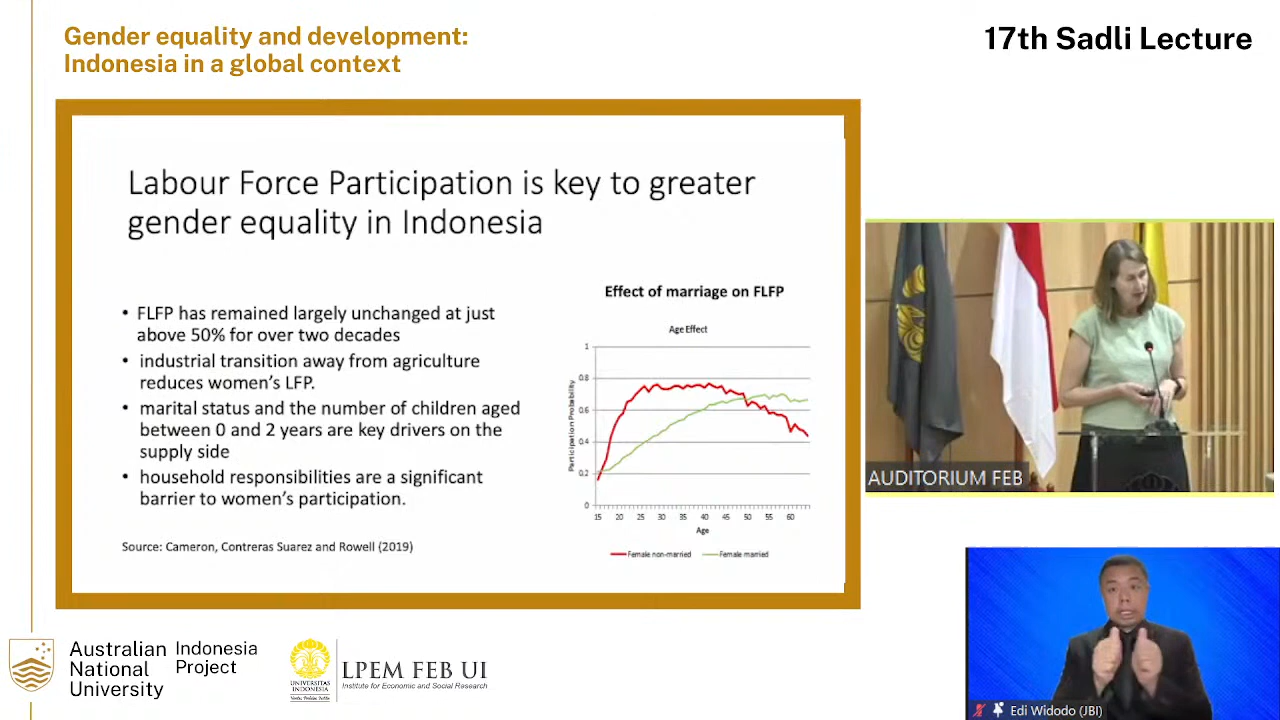 Gender equality and development:
Indonesia in a global context
17th Sadli Lecture
Labour Force Participation is key to greater
gender equality in Indonesia
• FLFP has remained largely unchanged at just
above 50% for over two decades
• industrial transition away from agriculture
reduces women's LFP.
• marital status and the number of children aged
between 0 and 2 years are key drivers on the
supply side
• household responsibilities are a significant
barrier to women's participation.
Source: Cameron, Contreras Suarez and Rowell (2019)
Effect of marriage on FLFP
Age Effect
Participation Probability
1
0.8
0.6
0.4
0.2
0
15 20 25 30 35 40 45 50 55 60
Age
Female non-married Female married
AUDITORIUM FEB
Edi Widodo (JBI)
Australian
National
University
Indonesia
Project
UNIVERSITAS
INDONESIA
LPEM FEB UI
Institute for Economic and Social Research